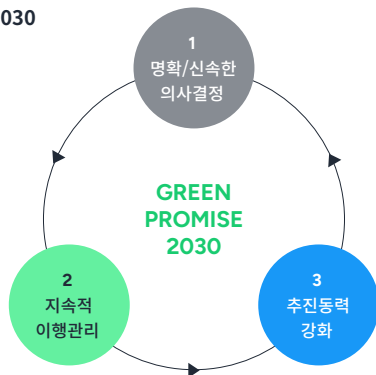 030
1
명확/신속한
의사결정
GREEN
PROMISE
2030
2
지속적
이행관리
3
추진동력
강화